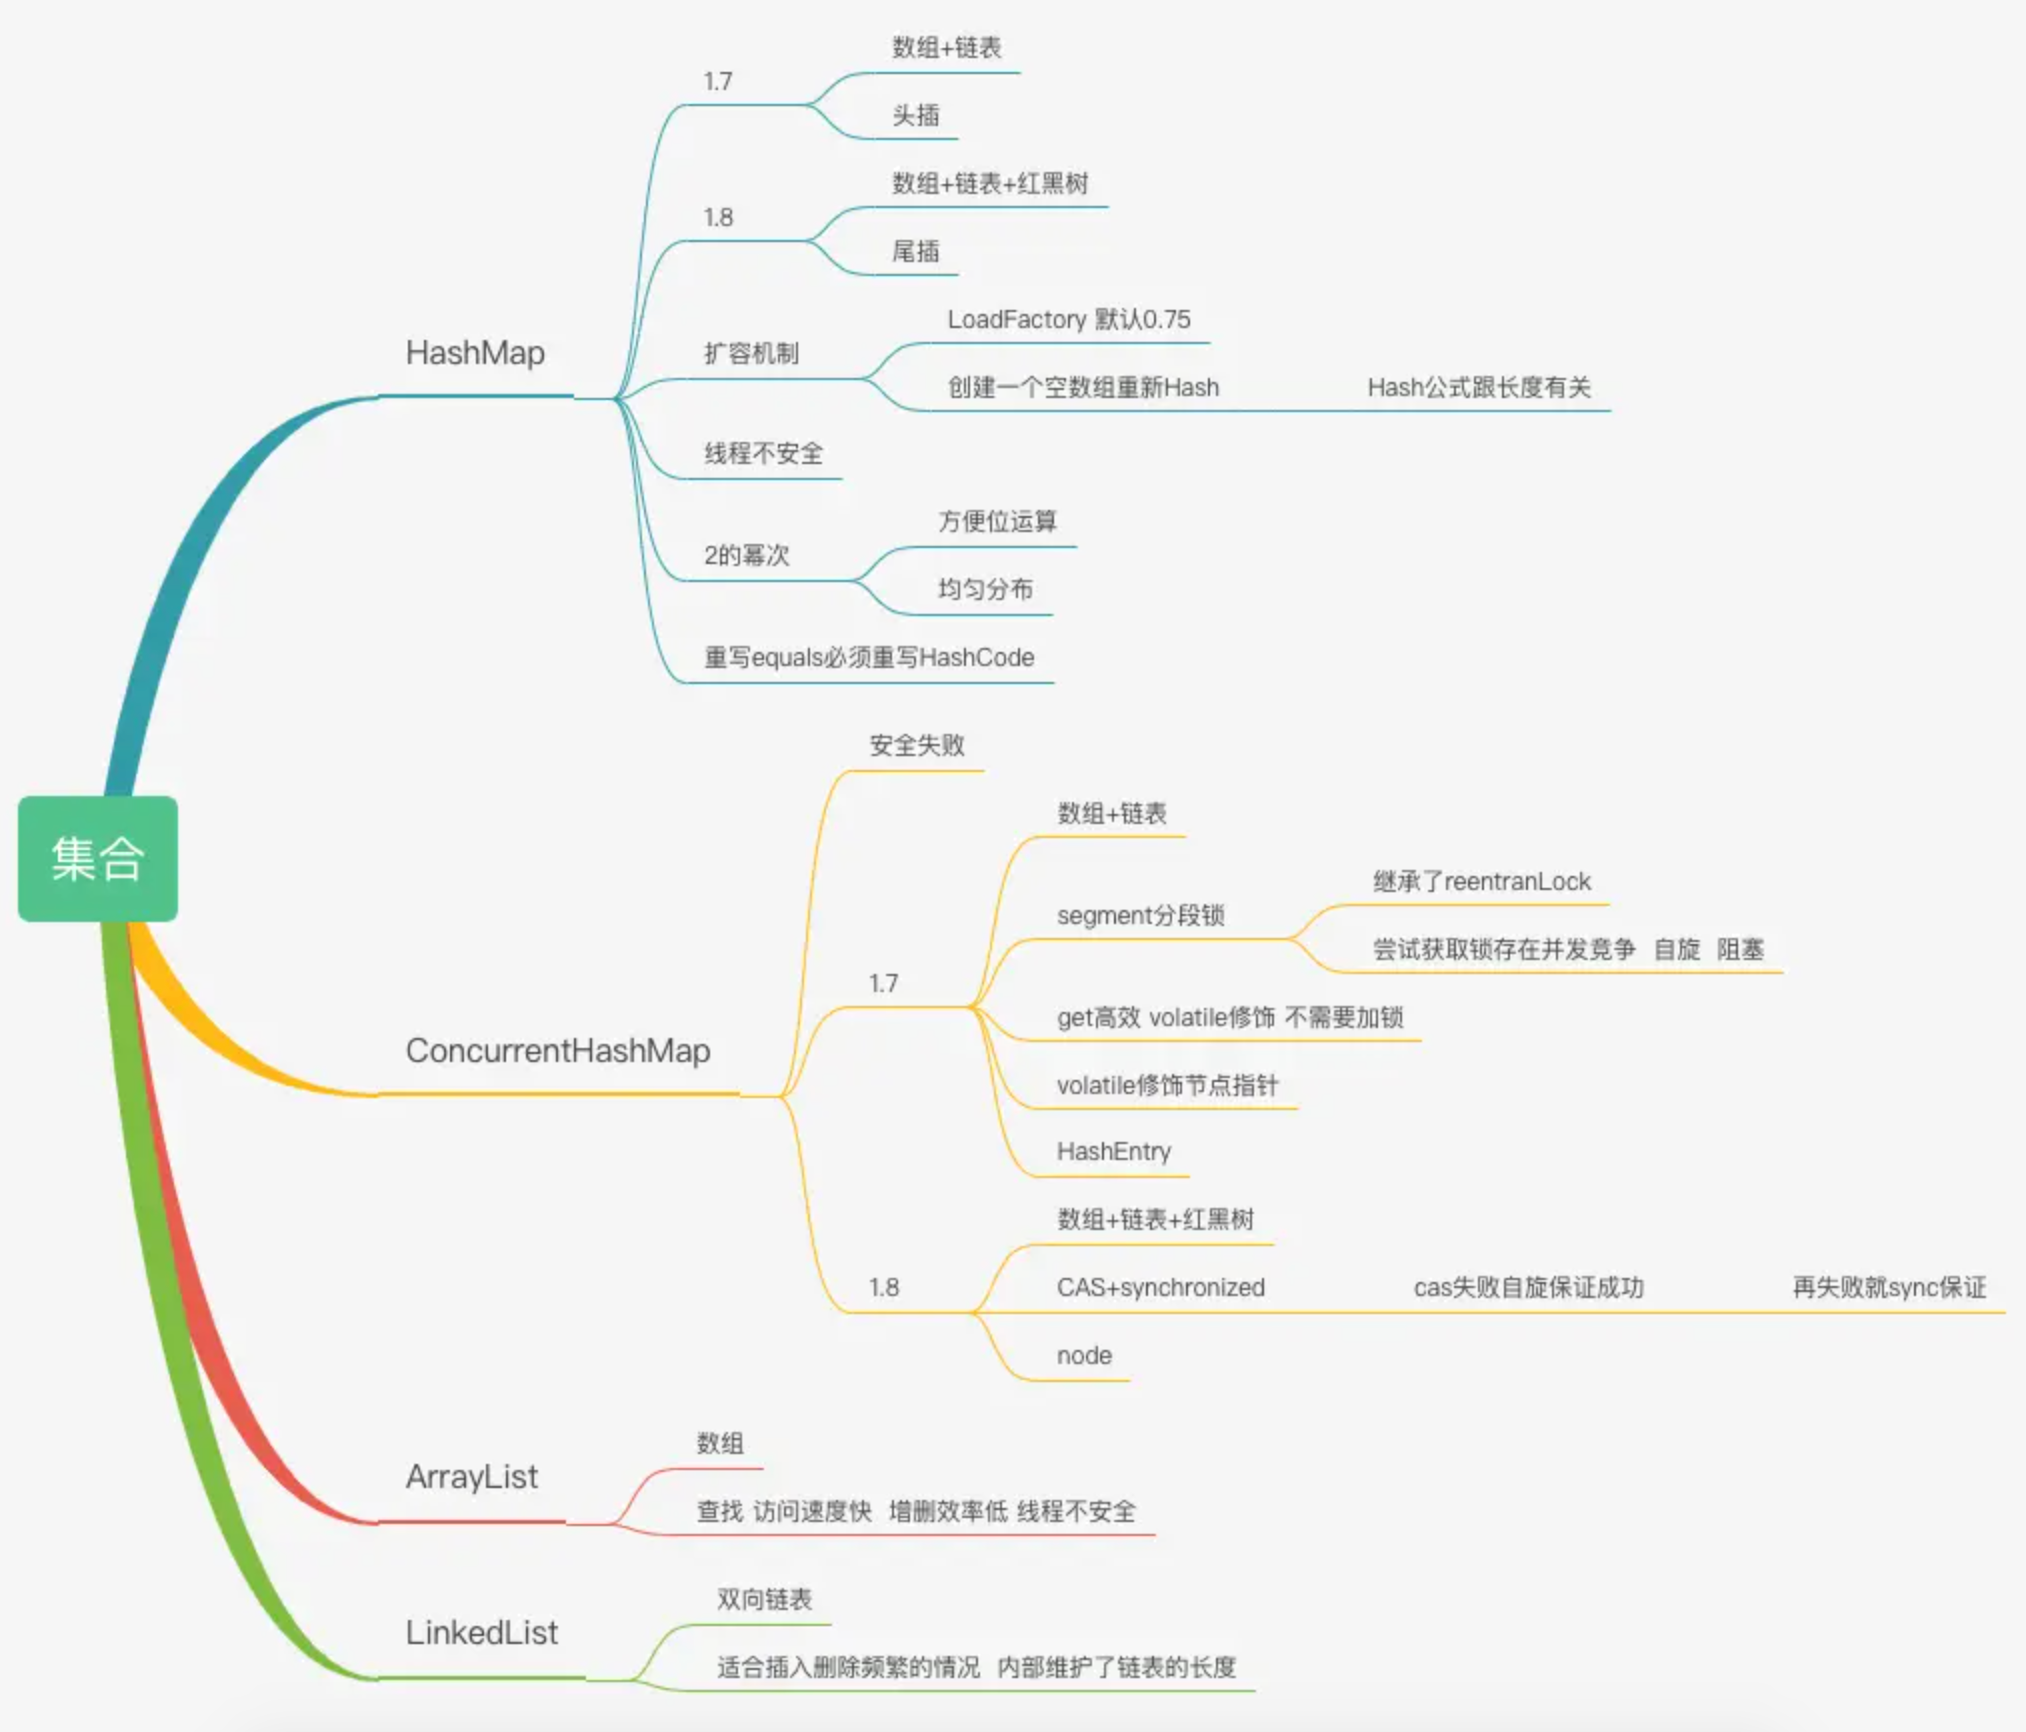 集合
HashMap
1.7
数组+链表
头插
1.8
数组+链表+红黑树
尾插
扩容机制
LoadFactory 默认0.75
创建一个空数组重新Hash
Hash公式跟长度有关
线程不安全
2的幂次
方便位运算
均匀分布
重写equals必须重写HashCode
ConcurrentHashMap
安全失败
1.7
数组+链表
segment分段锁
继承了reentranLock
尝试获取锁存在并发竞争 自旋 阻塞
get高效 volatile修饰 不需要加锁
volatile修饰节点指针
HashEntry
1.8
数组+链表+红黑树
CAS+synchronized
cas失败自旋保证成功
再失败就sync保证
node
ArrayList
数组
查找 访问速度快 增删效率低 线程不安全
LinkedList
双向链表
适合插入删除频繁的情况 内部维护了链表的长度